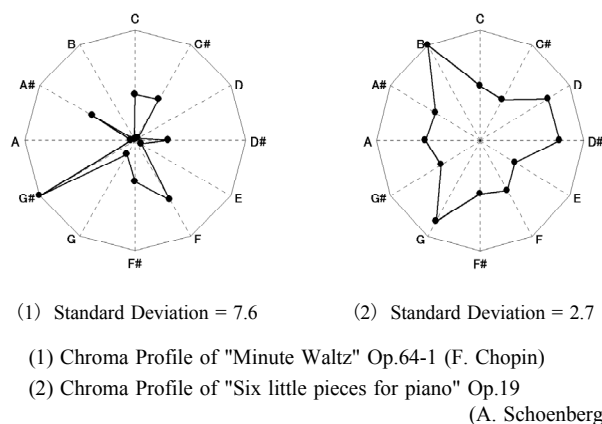 C
B C#
A# D
A D#
G# E
G F
F#
C
B C#
A# D
A D#
G# E
G F
F#
(1) Standard Deviation = 7.6
(2) Standard Deviation = 2.7
(1) Chroma Profile of "Minute Waltz" Op.64-1 (F. Chopin)
(2) Chroma Profile of "Six little pieces for piano" Op.19
(A. Schoenberg